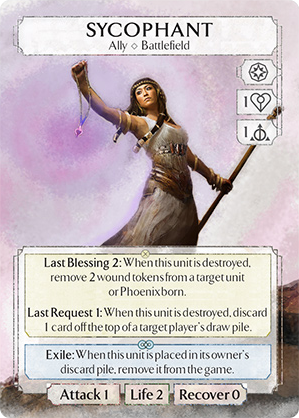 SYCOPHANT
Ally ◇ Battlefield
1
1
Last Blessing 2: When this unit is destroyed,
remove 2 wound tokens from a target unit
or Phoenixborn.
Last Request 1: When this unit is destroyed, discard
1 card off the top of a target player's draw pile.
Exile: When this unit is placed in its owner's
discard pile, remove it from the game.
Attack 1 Life 2 Recover 0